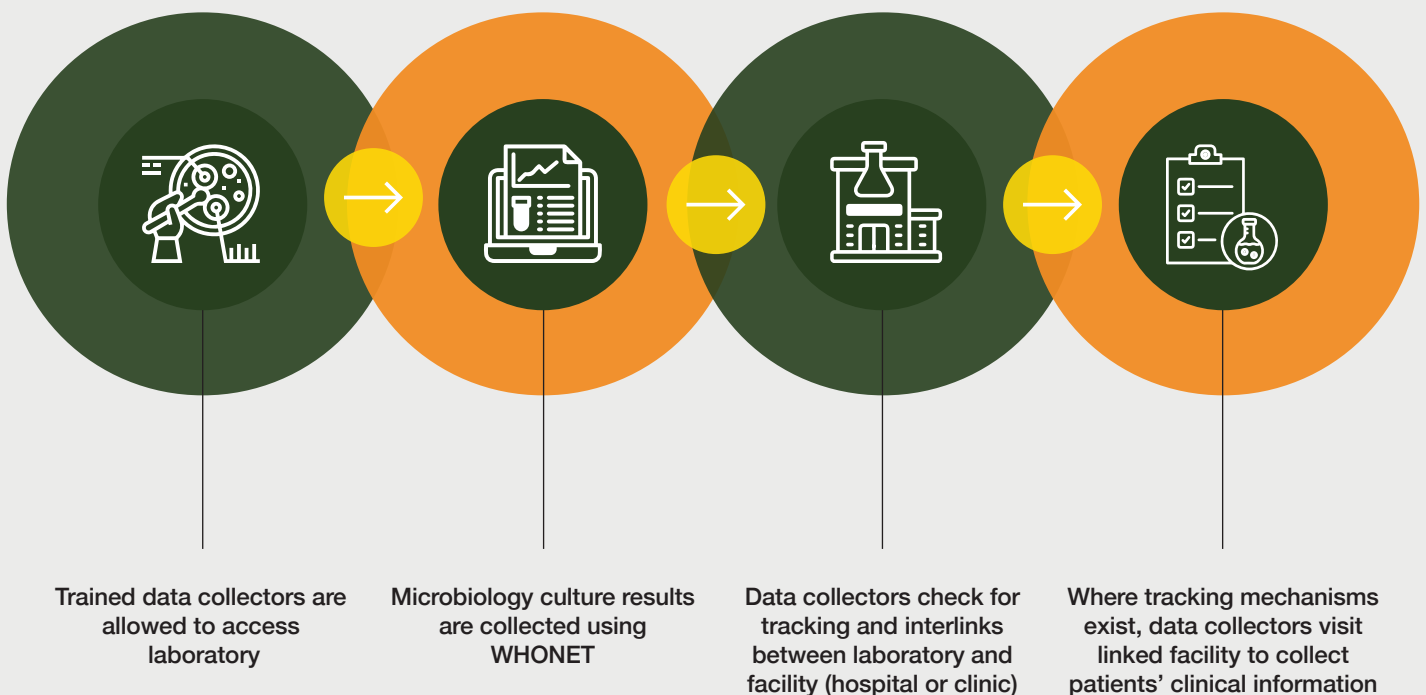 Trained data collectors are
allowed to access
laboratory
Microbiology culture results
are collected using
WHONET
Data collectors check for
tracking and interlinks
between laboratory and
facility (hospital or clinic)
Where tracking mechanisms
exist, data collectors visit
linked facility to collect
patients’ clinical information